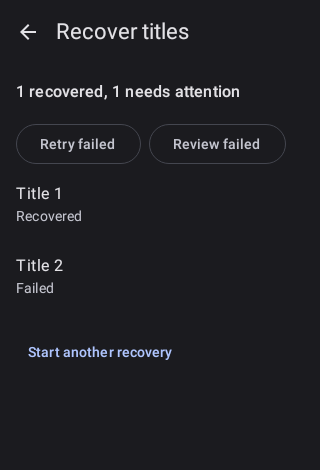 Recover titles
1 recovered, 1 needs attention
Retry failed
Review failed
Title 1
Recovered
Title 2
Failed
Start another recovery